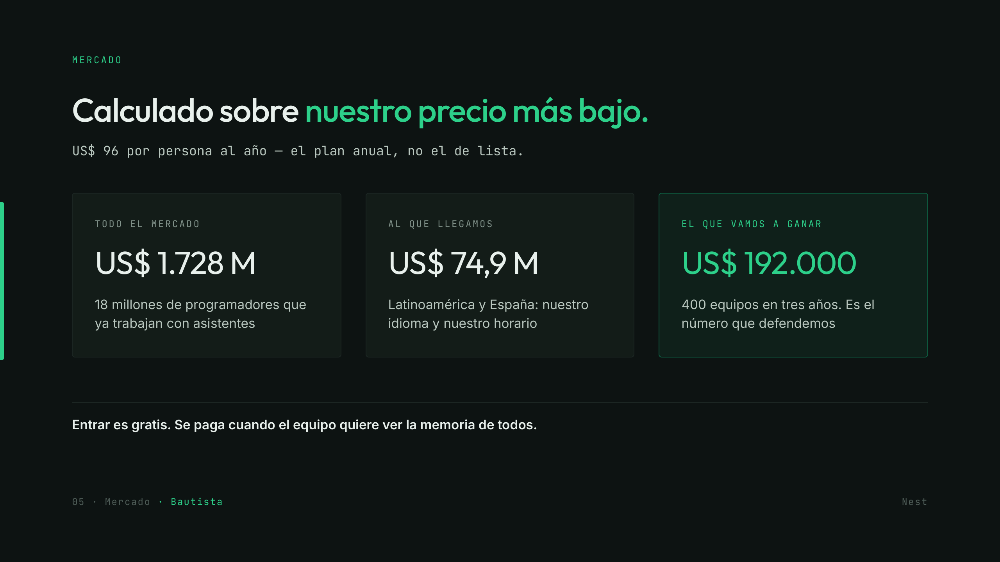 MERCADO
Calculado sobre nuestro precio más bajo.
US$ 96 por persona al año — el plan anual, no el de lista.
TODO EL MERCADO
US$ 1.728 M
18 millones de programadores que
ya trabajan con asistentes
AL QUE LLEGAMOS
US$ 74,9 M
Latinoamérica y España: nuestro
idioma y nuestro horario
EL QUE VAMOS A GANAR
US$ 192.000
400 equipos en tres años. Es el
número que defendemos
Entrar es gratis. Se paga cuando el equipo quiere ver la memoria de todos.
05 · Mercado · Bautista
Nest